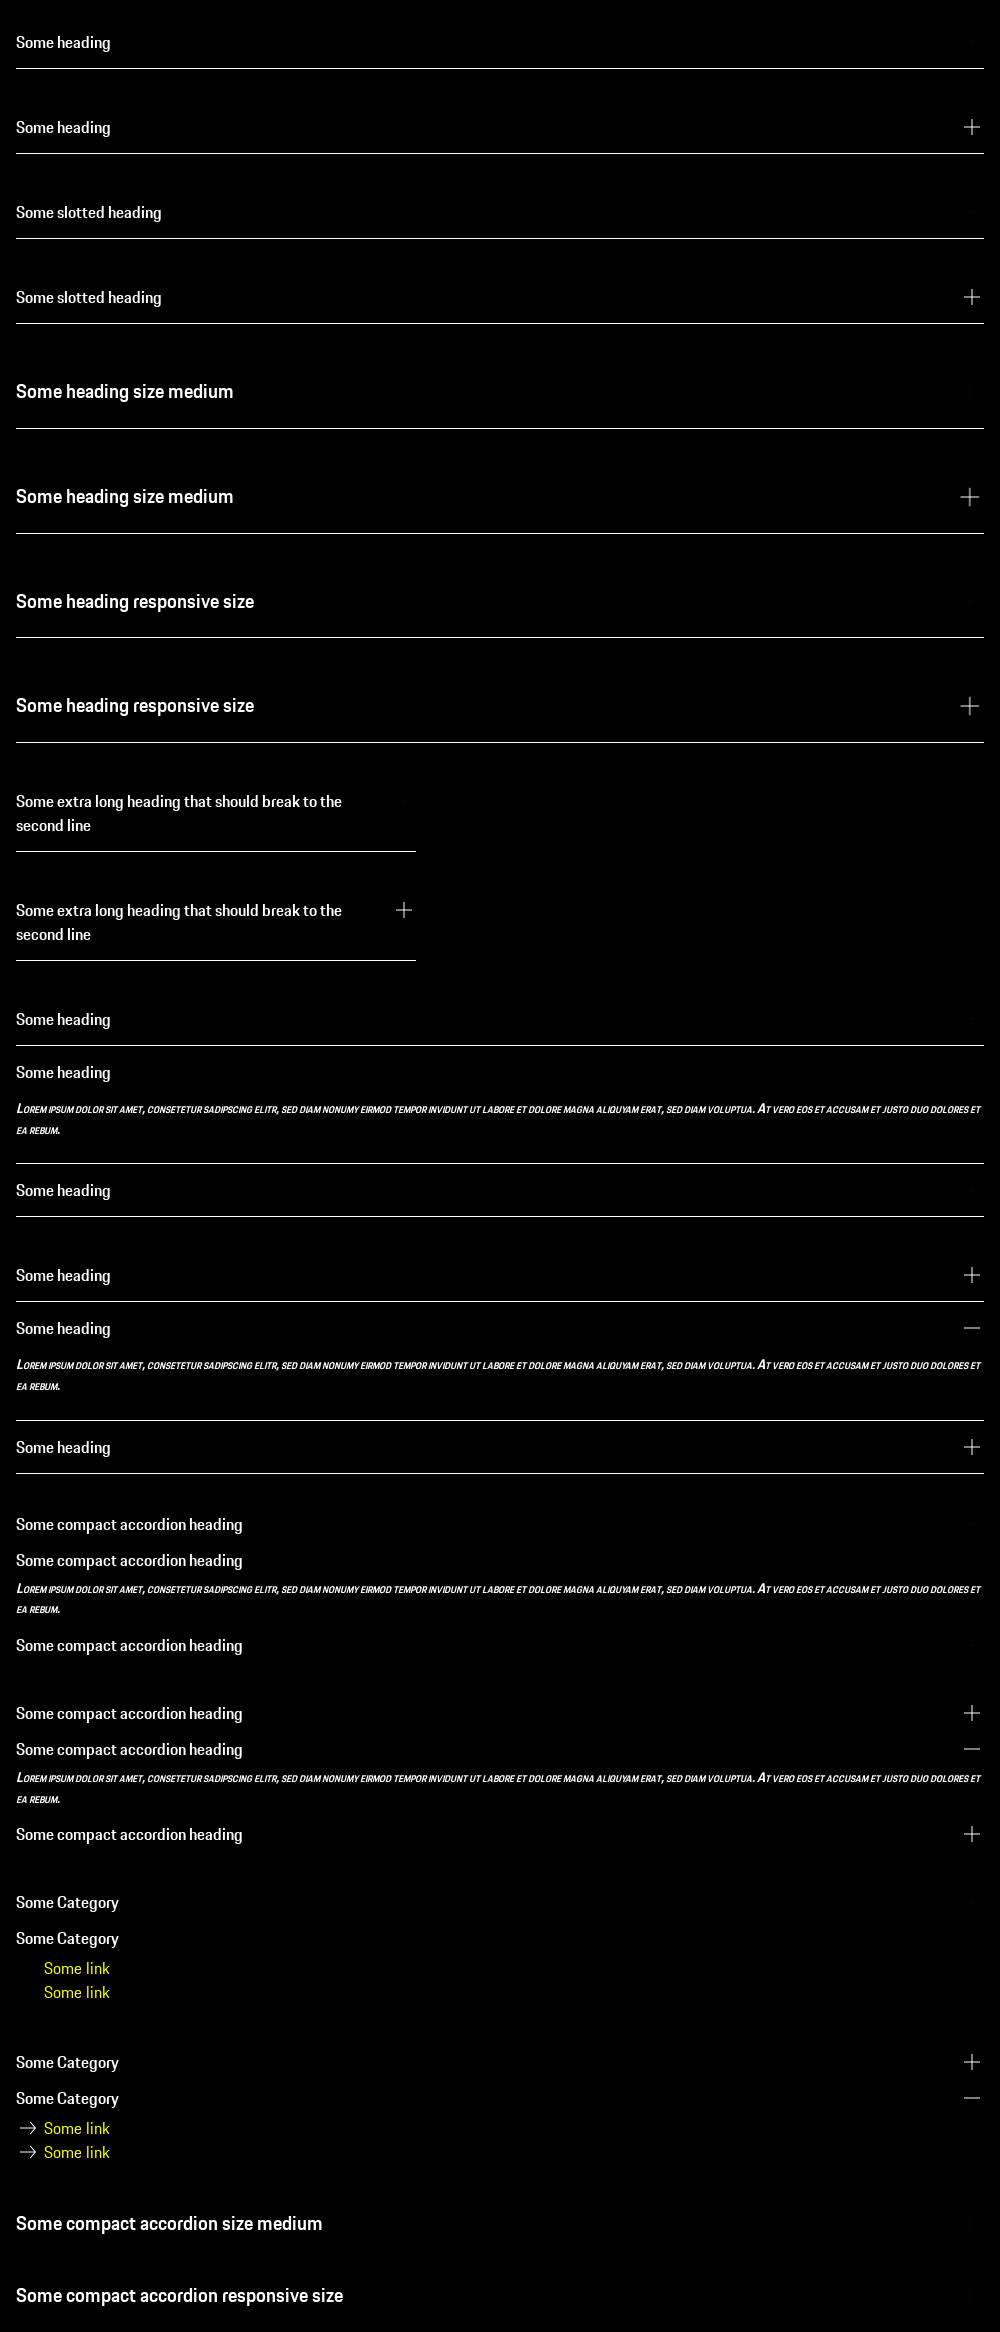 Some heading
Some heading
Some slotted heading
Some slotted heading
Some heading size medium
Some heading size medium
Some heading responsive size
Some heading responsive size
Some extra long heading that should break to the
second line
Some extra long heading that should break to the
second line
Some heading
Some heading
Lorem ipsum dolor sit amet, consetetur sadipscing elitr, sed diam nonumy eirmod tempor invidunt ut labore et dolore magna aliquyam erat, sed diam voluptua. At vero eos et accusam et justo duo dolores et
ea rebum.
Some heading
Some heading
Some heading
Lorem ipsum dolor sit amet, consetetur sadipscing elitr, sed diam nonumy eirmod tempor invidunt ut labore et dolore magna aliquyam erat, sed diam voluptua. At vero eos et accusam et justo duo dolores et
ea rebum.
Some heading
Some compact accordion heading
Some compact accordion heading
Lorem ipsum dolor sit amet, consetetur sadipscing elitr, sed diam nonumy eirmod tempor invidunt ut labore et dolore magna aliquyam erat, sed diam voluptua. At vero eos et accusam et justo duo dolores et
ea rebum.
Some compact accordion heading
Some compact accordion heading
Some compact accordion heading
Lorem ipsum dolor sit amet, consetetur sadipscing elitr, sed diam nonumy eirmod tempor invidunt ut labore et dolore magna aliquyam erat, sed diam voluptua. At vero eos et accusam et justo duo dolores et
ea rebum.
Some compact accordion heading
Some Category
Some Category
Some link
Some link
Some Category
Some Category
Some link
Some link
Some compact accordion size medium
Some compact accordion responsive size